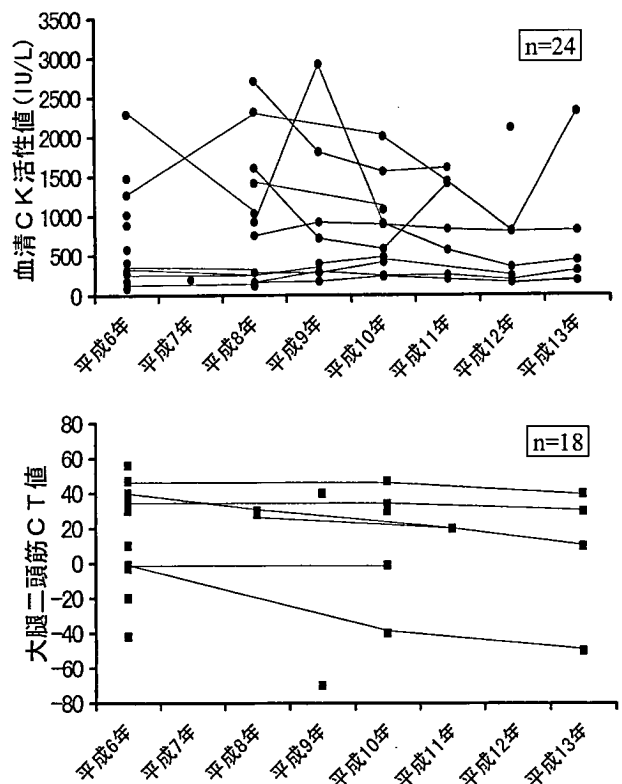 血清CK活性値(IU/L)
3500
3000
2500
2000
1500
1000
500
0
n=24
平成6年
平成7年
平成8年
平成9年
平成10年
平成11年
平成12年
平成13年
大腿二頭筋CT値
80
60
40
20
0
-20
-40
-60
-80
n=18
平成6年
平成7年
平成8年
平成9年
平成10年
平成11年
平成12年
平成13年